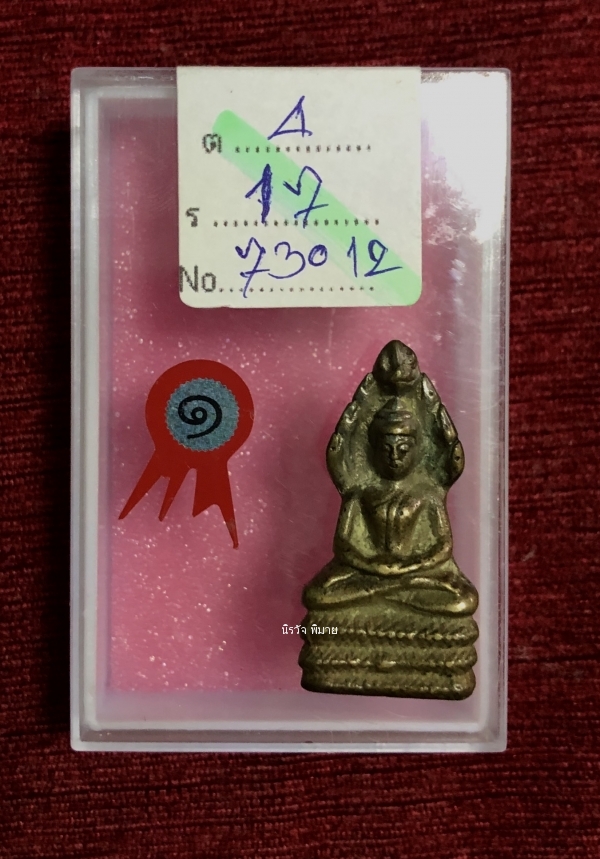 ต ..... 4
ร ..... 17
No. 73012
๑
นิรวัจ พิมาย